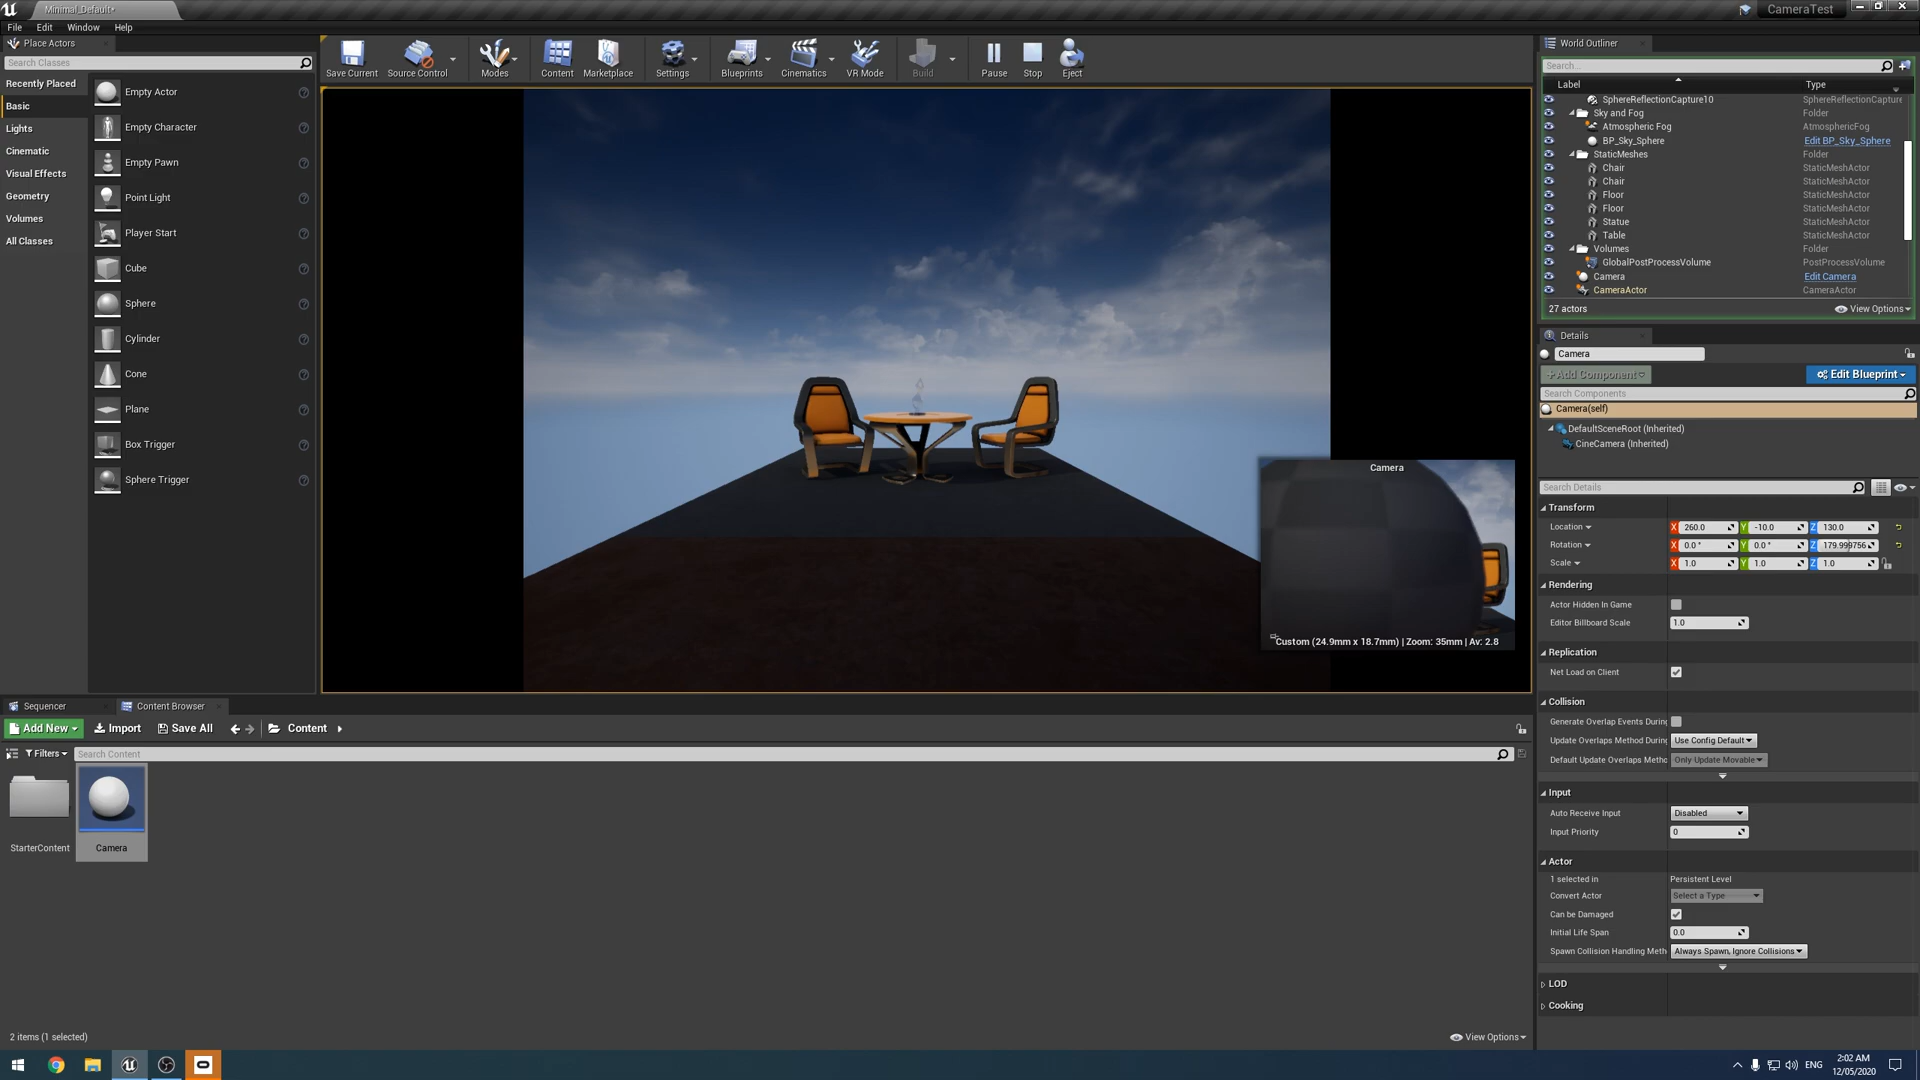 Minimal_Default*
CameraTest
File Edit Window Help
Place Actors
Search Classes
Recently Placed
Basic
Lights
Cinematic
Visual Effects
Geometry
Volumes
All Classes
Empty Actor
Empty Character
Empty Pawn
Point Light
Player Start
Cube
Sphere
Cylinder
Cone
Plane
Box Trigger
Sphere Trigger
Save Current
Source Control
Modes
Content
Marketplace
Settings
Blueprints
Cinematics
VR Mode
Build
Pause
Stop
Eject
Camera
Custom (24.9mm x 18.7mm) | Zoom: 35mm | Av: 2.8
World Outliner
Search...
Label Type
SphereReflectionCapture10 SphereReflectionCapture
Sky and Fog Folder
Atmospheric Fog AtmosphericFog
BP_Sky_Sphere Edit BP_Sky_Sphere
StaticMeshes Folder
Chair StaticMeshActor
Chair StaticMeshActor
Floor StaticMeshActor
Floor StaticMeshActor
Statue StaticMeshActor
Table StaticMeshActor
Volumes Folder
GlobalPostProcessVolume PostProcessVolume
Camera Edit Camera
CameraActor CameraActor
27 actors View Options
Details
Camera
+Add Component Edit Blueprint
Search Components
Camera(self)
DefaultSceneRoot (Inherited)
CineCamera (Inherited)
Search Details
Transform
Location X 260.0 Y -10.0 Z 130.0
Rotation X 0.0 ° Y 0.0 ° Z 179.999756
Scale X 1.0 Y 1.0 Z 1.0
Rendering
Actor Hidden In Game
Editor Billboard Scale 1.0
Replication
Net Load on Client
Collision
Generate Overlap Events During
Update Overlaps Method During Use Config Default
Default Update Overlaps Metho Only Update Movable
Input
Auto Receive Input Disabled
Input Priority 0
Actor
1 selected in Persistent Level
Convert Actor Select a Type
Can be Damaged
Initial Life Span 0.0
Spawn Collision Handling Meth Always Spawn, Ignore Collisions
LOD
Cooking
Sequencer Content Browser
Add New Import Save All Content
Filters Search Content
StarterContent Camera
2 items (1 selected) View Options
ENG
2:02 AM
12/05/2020